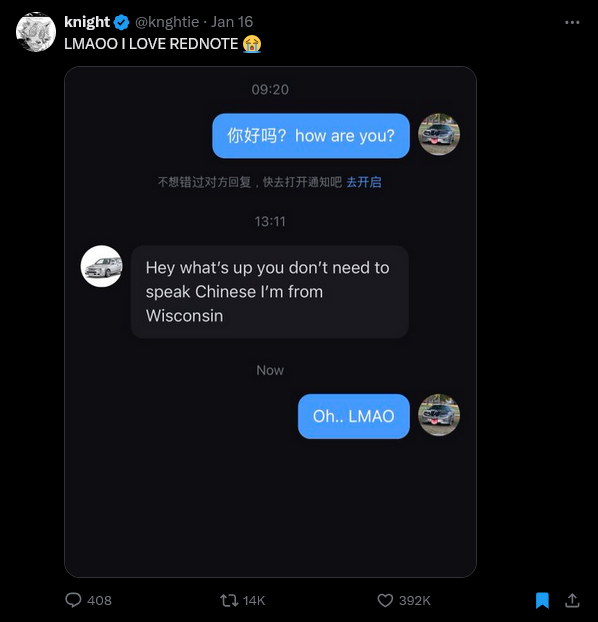 knight @knghtie · Jan 16
LMAOO I LOVE REDNOTE 😭
09:20
你好吗？how are you?
不想错过对方回复，快去打开通知吧 去开启
13:11
Hey what's up you don't need to
speak Chinese I'm from
Wisconsin
Now
Oh.. LMAO
408 14K 392K